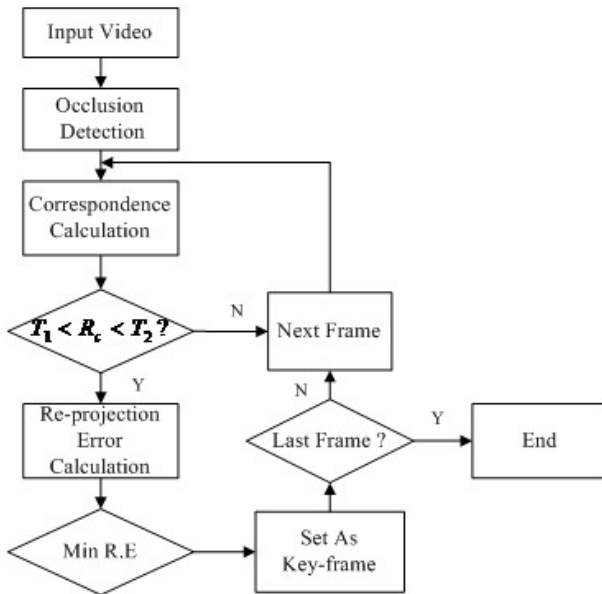 Input Video
Occlusion
Detection
Correspondence
Calculation
T₁ < R_c < T₂ ?
N
Next Frame
Y
Re-projection
Error
Calculation
N
Last Frame ?
Y
End
Min R.E
Set As
Key-frame